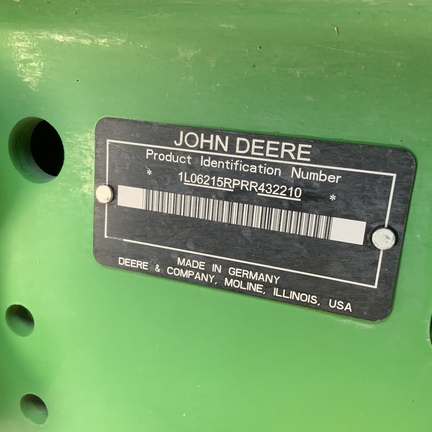 JOHN DEERE
Product Identification Number
* 1L06215RPRR432210 *
MADE IN GERMANY
DEERE & COMPANY, MOLINE, ILLINOIS, USA